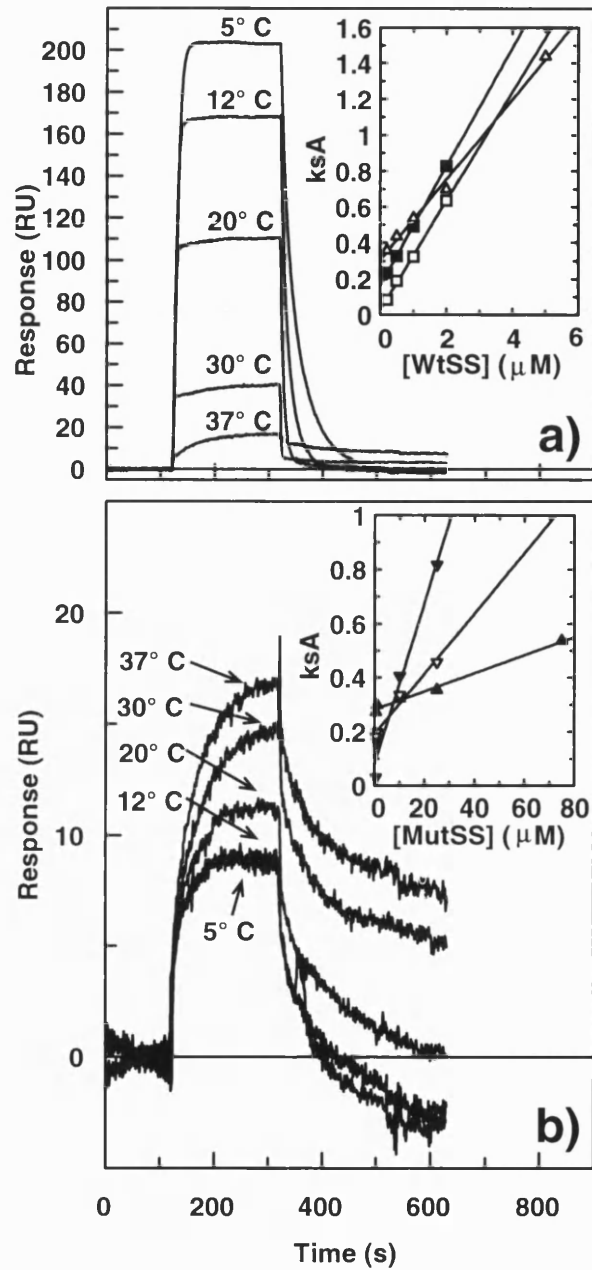 200
180
160
140
120
100
80
60
40
20
0
Response (RU)
5° C
12° C
20° C
30° C
37° C
1.6
1.4
1.2
1.0
0.8
0.6
0.4
0.2
0
ksA
0 2 4 6
[WtSS] (μM)
a)
20
10
0
Response (RU)
37° C
30° C
20° C
12° C
5° C
1
0.8
0.6
0.4
0.2
0
ksA
0 20 40 60 80
[MutSS] (μM)
b)
0 200 400 600 800
Time (s)